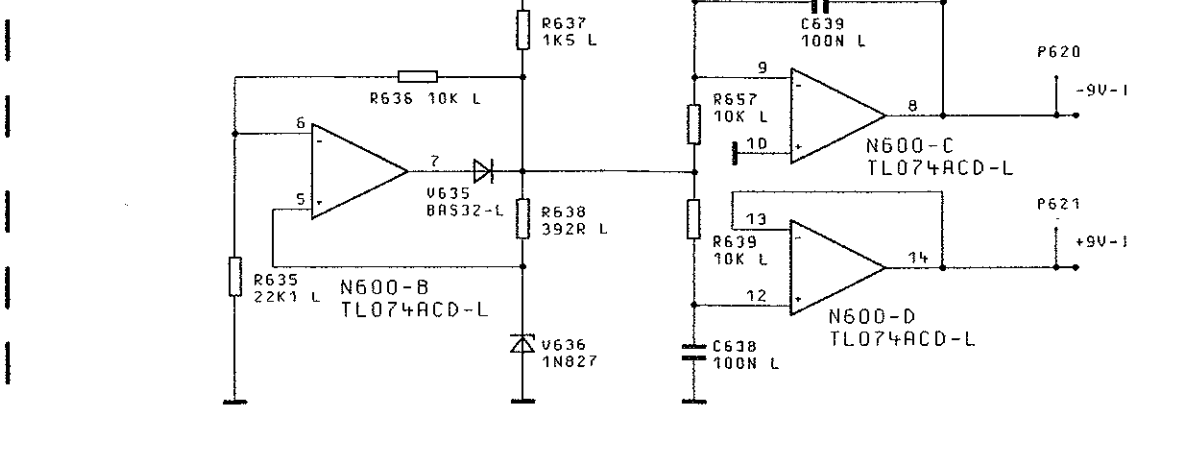 R637
1K5 L
C639
100N L
P620
R636 10K L
9
-
R657
10K L
8
-9V-1
6
-
10
+
N600-C
TL074ACD-L
7
V635
BAS32-L
5
+
R638
392R L
13
-
P621
R639
10K L
14
+9V-1
R635
22K1 L
N600-B
TL074ACD-L
12
+
N600-D
TL074ACD-L
V636
1N827
C638
100N L